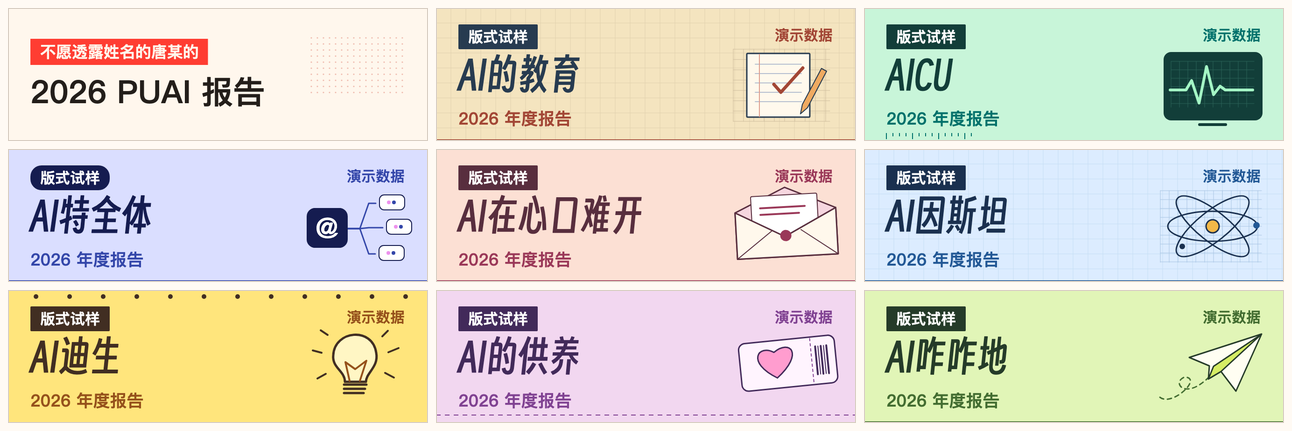 不愿透露姓名的唐某的
2026 PUAI 报告
版式试样
演示数据
AI的教育
2026 年度报告
版式试样
演示数据
AICU
2026 年度报告
版式试样
演示数据
AI特全体
@
2026 年度报告
版式试样
演示数据
AI在心口难开
2026 年度报告
版式试样
演示数据
AI因斯坦
2026 年度报告
版式试样
演示数据
AI迪生
2026 年度报告
版式试样
演示数据
AI的供养
2026 年度报告
版式试样
演示数据
AI咋咋地
2026 年度报告